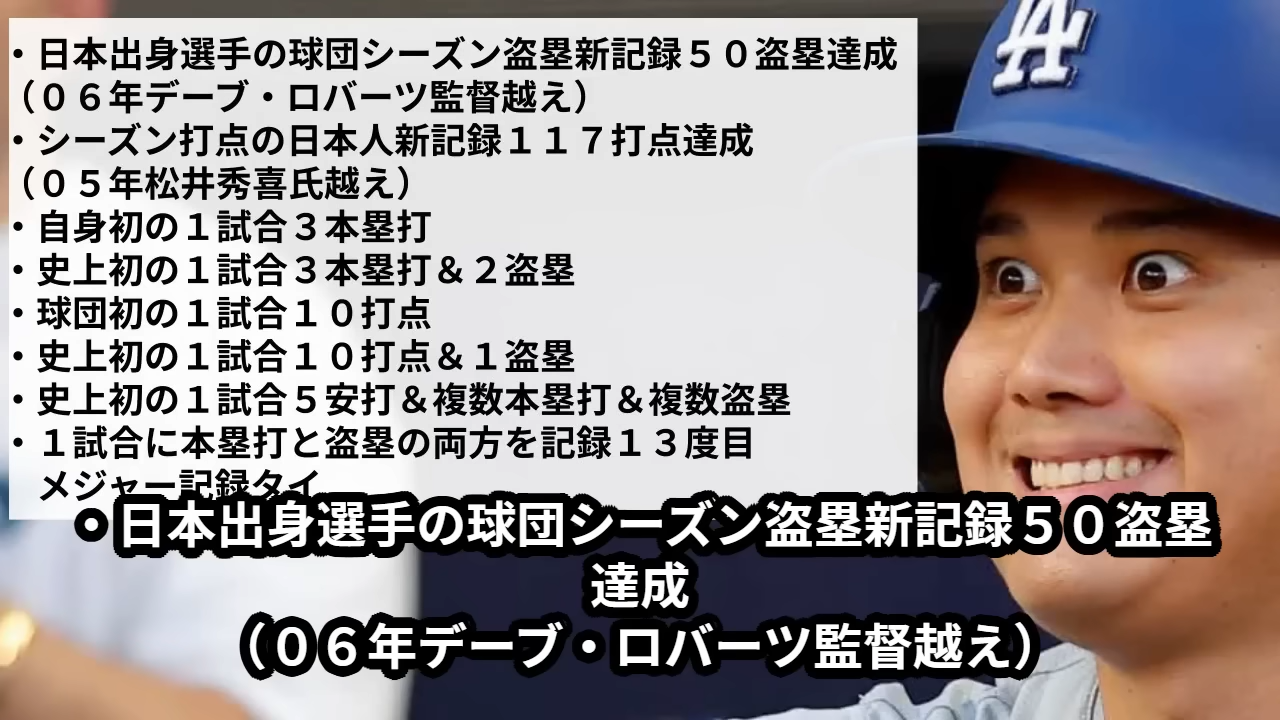 LA
・日本出身選手の球団シーズン盗塁新記録５０盗塁達成
（０６年デーブ・ロバーツ監督越え）
・シーズン打点の日本人新記録１１７打点達成
（０５年松井秀喜氏越え）
・自身初の１試合３本塁打
・史上初の１試合３本塁打＆２盗塁
・球団初の１試合１０打点
・史上初の１試合１０打点＆１盗塁
・史上初の１試合５安打＆複数本塁打＆複数盗塁
・１試合に本塁打と盗塁の両方を記録１３度目
メジャー記録タイ
・日本出身選手の球団シーズン盗塁新記録５０盗塁
達成
（０６年デーブ・ロバーツ監督越え）